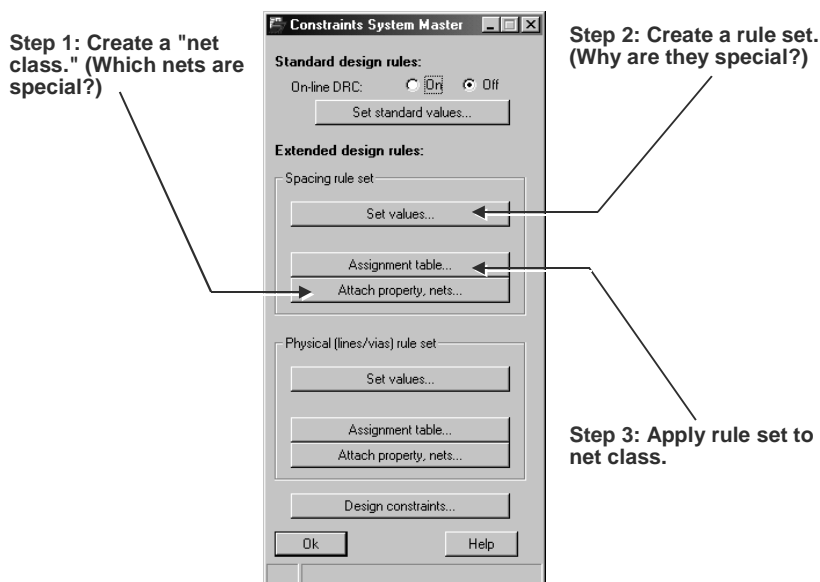 Step 1: Create a "net
class." (Which nets are
special?)
Constraints System Master
Step 2: Create a rule set.
(Why are they special?)
Standard design rules:
On-line DRC: On Off
Set standard values...
Extended design rules:
Spacing rule set
Set values...
Assignment table...
Attach property, nets...
Physical (lines/vias) rule set
Set values...
Assignment table...
Attach property, nets...
Step 3: Apply rule set to
net class.
Design constraints...
Ok Help